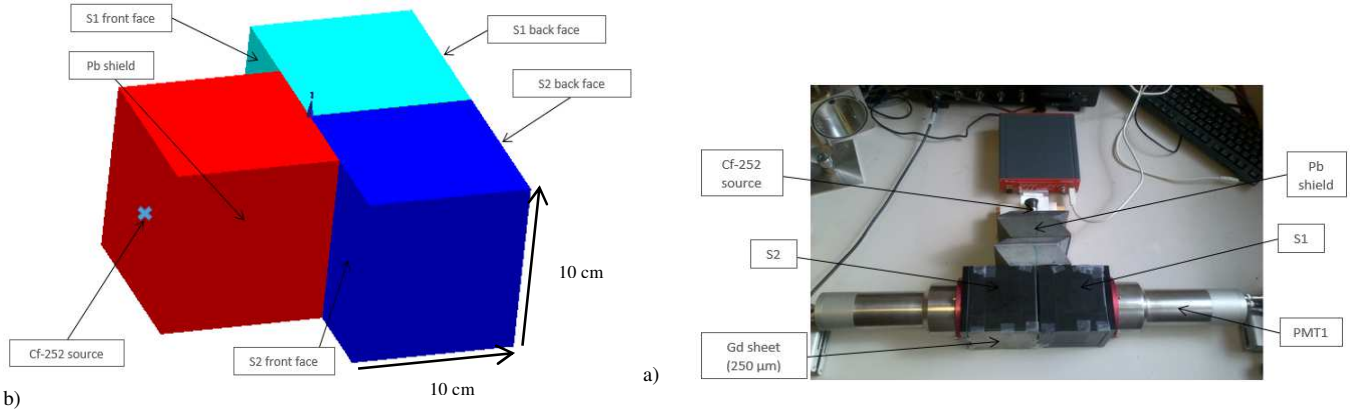 S1 front face
S1 back face
Pb shield
S2 back face
10 cm
Cf-252 source
S2 front face
10 cm
b)
Cf-252
source
Pb
shield
S2
S1
Gd sheet
(250 µm)
PMT1
a)